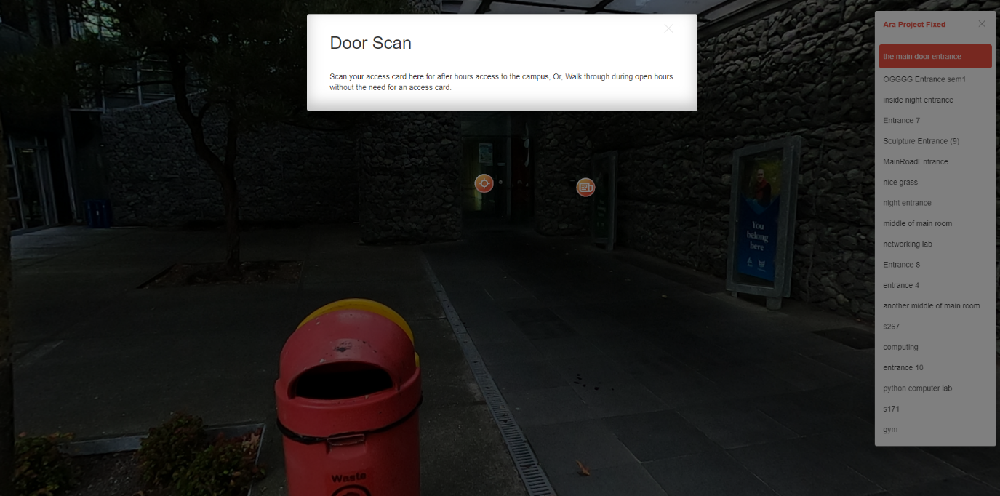 Door Scan
Scan your access card here for after hours access to the campus, Or, Walk through during open hours
without the need for an access card.
Ara Project Fixed
the main door entrance
OGGGG Entrance sem1
inside night entrance
Entrance 7
Sculpture Entrance (9)
MainRoadEntrance
nice grass
night entrance
middle of main room
networking lab
Entrance 8
entrance 4
another middle of main room
s267
computing
entrance 10
python computer lab
s171
gym
You
belong
here
Waste